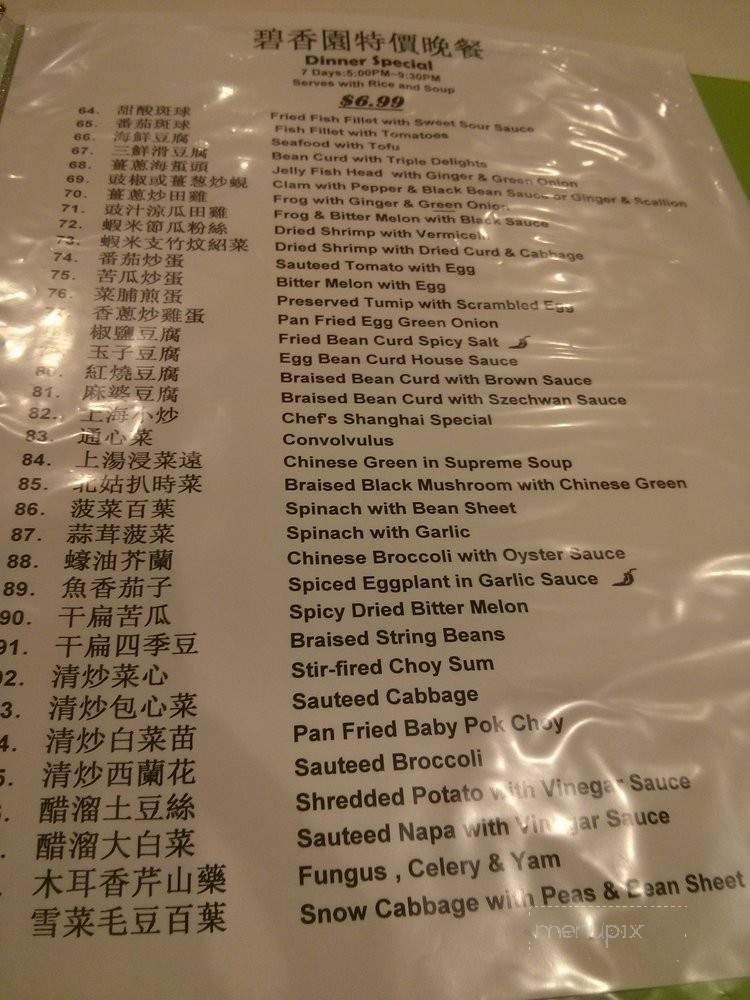 碧香園特價晚餐
Dinner Special
7 Days:5:00PM~9:30PM
Serves with Rice and Soup
$6.99
64. 甜酸斑球 Fried Fish Fillet with Sweet Sour Sauce
65. 番茄斑球 Fish Fillet with Tomatoes
66. 海鮮豆腐 Seafood with Tofu
67. 三鮮滑豆腐 Bean Curd with Triple Delights
68. 薑蔥海蜇頭 Jelly Fish Head with Ginger & Green Onion
69. 豉椒或薑葱炒蜆 Clam with Pepper & Black Bean Sauce or Ginger & Scallion
70. 薑蔥炒田雞 Frog with Ginger & Green Onion
71. 豉汁涼瓜田雞 Frog & Bitter Melon with Black Sauce
72. 蝦米節瓜粉絲 Dried Shrimp with Vermicelli
73. 蝦米支竹炆紹菜 Dried Shrimp with Dried Curd & Cabbage
74. 番茄炒蛋 Sauteed Tomato with Egg
75. 苦瓜炒蛋 Bitter Melon with Egg
76. 菜脯煎蛋 Preserved Turnip with Scrambled Egg
香蔥炒雞蛋 Pan Fried Egg Green Onion
椒鹽豆腐 Fried Bean Curd Spicy Salt
玉子豆腐 Egg Bean Curd House Sauce
80. 紅燒豆腐 Braised Bean Curd with Brown Sauce
81. 麻婆豆腐 Braised Bean Curd with Szechwan Sauce
82. 上海小炒 Chef's Shanghai Special
83. 通心菜 Convolvulus
84. 上湯浸菜遠 Chinese Green in Supreme Soup
85. 北姑扒時菜 Braised Black Mushroom with Chinese Green
86. 菠菜百葉 Spinach with Bean Sheet
87. 蒜茸菠菜 Spinach with Garlic
88. 蠔油芥蘭 Chinese Broccoli with Oyster Sauce
89. 魚香茄子 Spiced Eggplant in Garlic Sauce
90. 干扁苦瓜 Spicy Dried Bitter Melon
91. 干扁四季豆 Braised String Beans
92. 清炒菜心 Stir-fired Choy Sum
3. 清炒包心菜 Sauteed Cabbage
4. 清炒白菜苗 Pan Fried Baby Pok Choy
5. 清炒西蘭花 Sauteed Broccoli
醋溜土豆絲 Shredded Potato with Vinegar Sauce
醋溜大白菜 Sauteed Napa with Vinegar Sauce
木耳香芹山藥 Fungus , Celery & Yam
雪菜毛豆百葉 Snow Cabbage with Peas & Bean Sheet
menupix